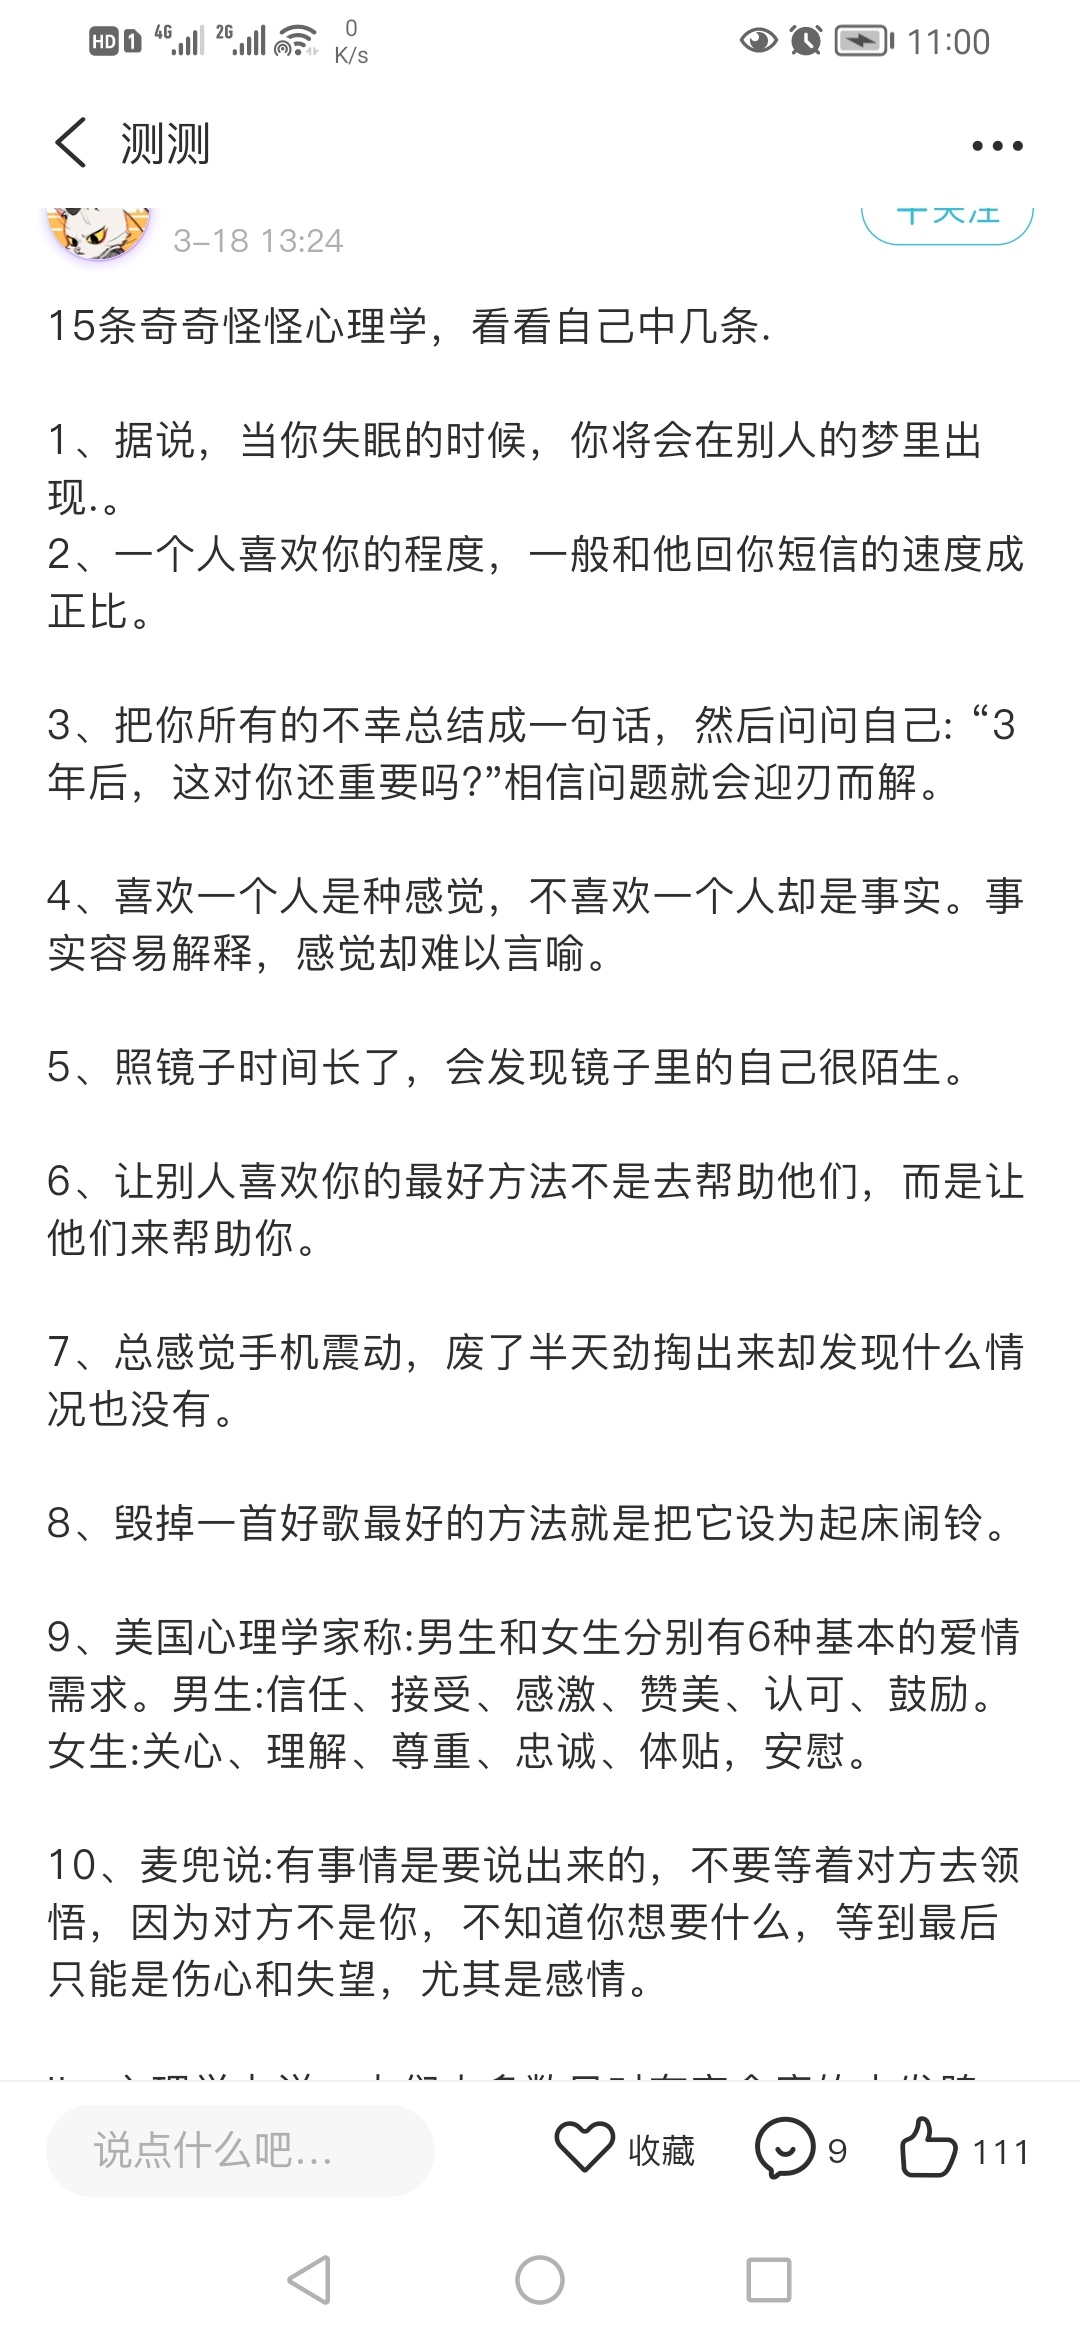 HD 1 4G 2G 0 K/s 11:00
测测
3-18 13:24
15条奇奇怪怪心理学，看看自己中几条.
1、据说，当你失眠的时候，你将会在别人的梦里出
现.。
2、一个人喜欢你的程度，一般和他回你短信的速度成
正比。
3、把你所有的不幸总结成一句话，然后问问自己: “3
年后，这对你还重要吗?”相信问题就会迎刃而解。
4、喜欢一个人是种感觉，不喜欢一个人却是事实。事
实容易解释，感觉却难以言喻。
5、照镜子时间长了，会发现镜子里的自己很陌生。
6、让别人喜欢你的最好方法不是去帮助他们，而是让
他们来帮助你。
7、总感觉手机震动，废了半天劲掏出来却发现什么情
况也没有。
8、毁掉一首好歌最好的方法就是把它设为起床闹铃。
9、美国心理学家称:男生和女生分别有6种基本的爱情
需求。男生:信任、接受、感激、赞美、认可、鼓励。
女生:关心、理解、尊重、忠诚、体贴，安慰。
10、麦兜说:有事情是要说出来的，不要等着对方去领
悟，因为对方不是你，不知道你想要什么，等到最后
只能是伤心和失望，尤其是感情。
说点什么吧... 收藏 9 111